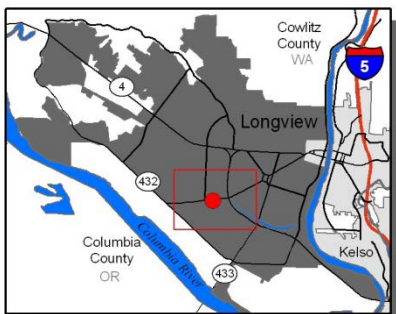 Cowlitz
County
WA
5
4
Longview
432
Columbia
County
OR
Columbia River
433
Kelso